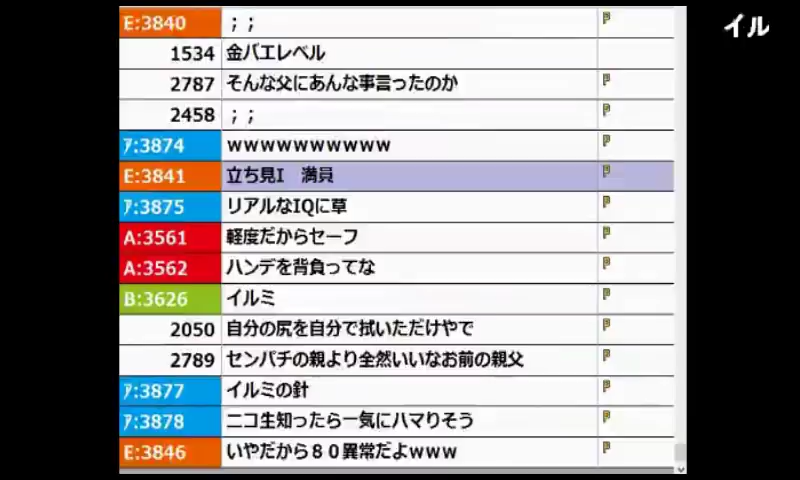 イル
E:3840 ；；
1534 金バエレベル
2787 そんな父にあんな事言ったのか
2458 ；；
ｱ:3874 ｗｗｗｗｗｗｗｗｗｗ
E:3841 立ち見I　満員
ｱ:3875 リアルなIQに草
A:3561 軽度だからセーフ
A:3562 ハンデを背負ってな
B:3626 イルミ
2050 自分の尻を自分で拭いただけやで
2789 センパチの親より全然いいなお前の親父
ｱ:3877 イルミの針
ｱ:3878 ニコ生知ったら一気にハマりそう
E:3846 いやだから８０異常だよwww